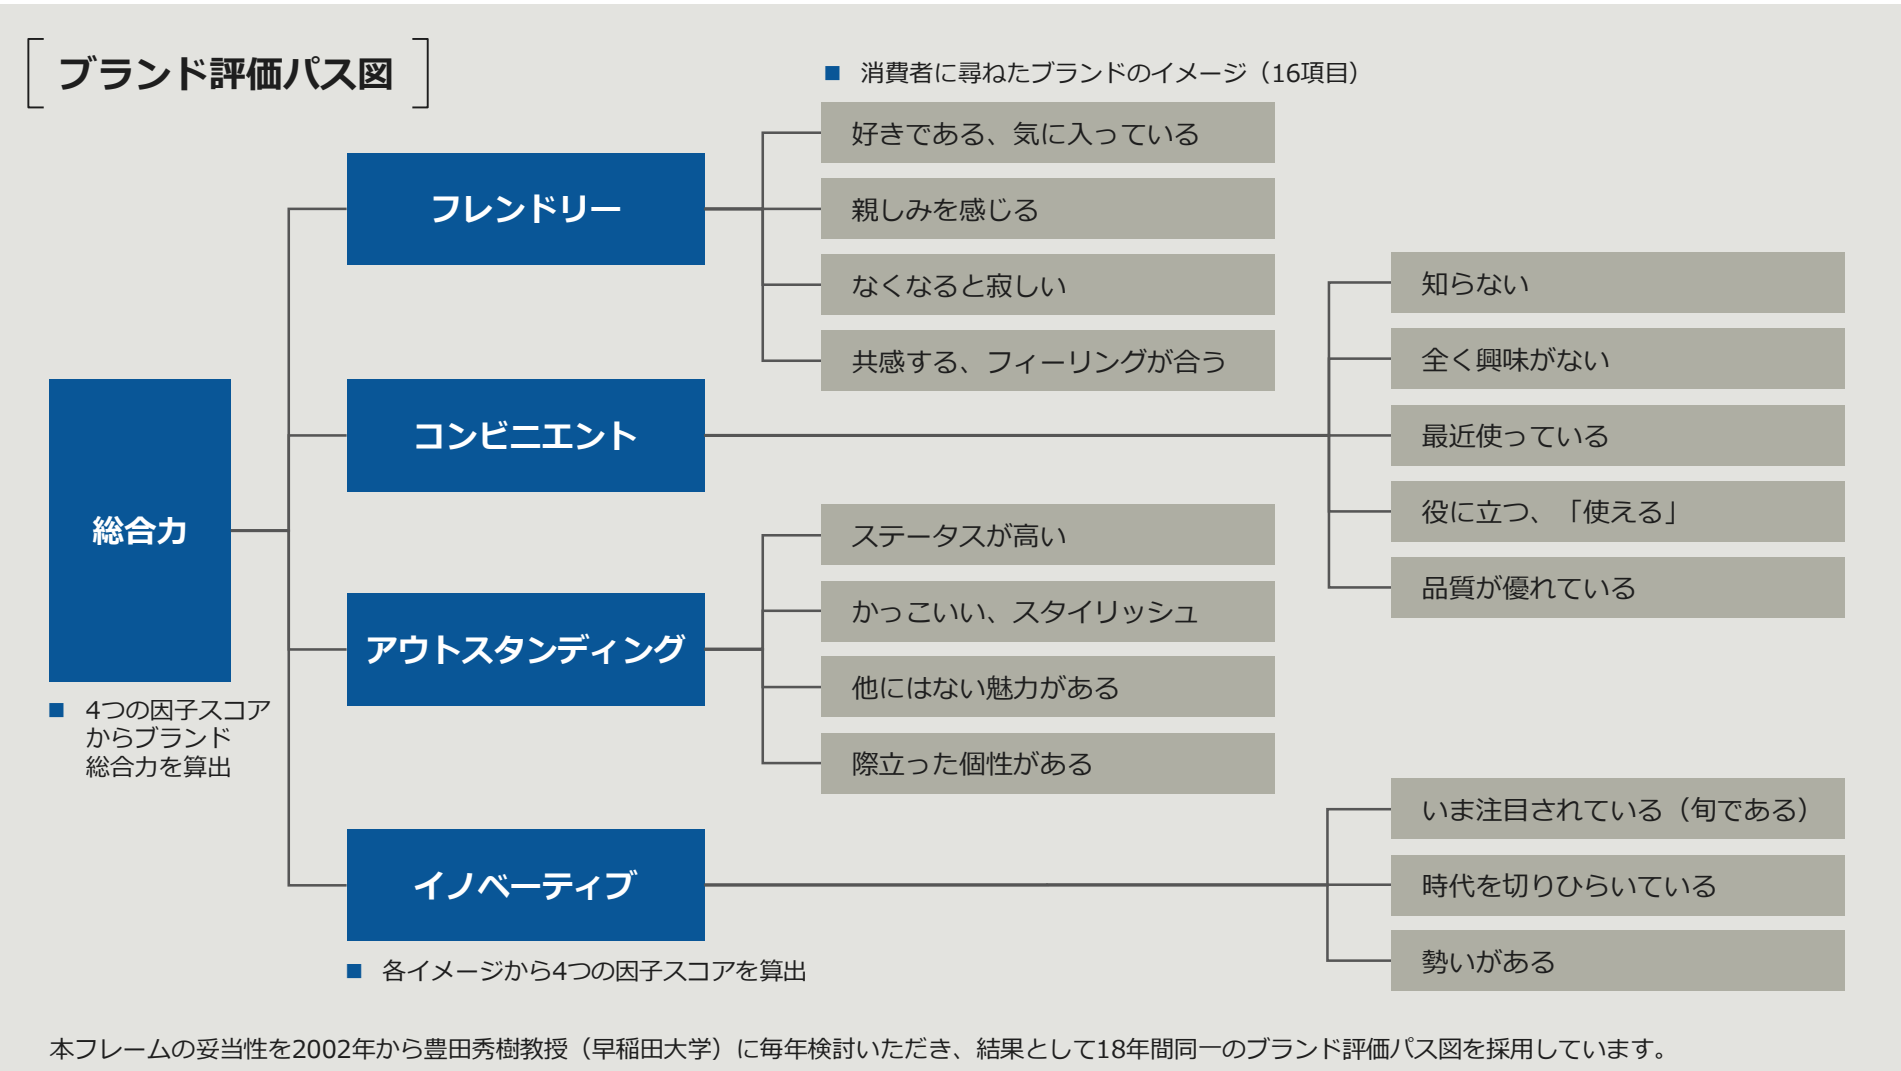 ブランド評価パス図
■ 消費者に尋ねたブランドのイメージ（16項目）
総合力
■ 4つの因子スコア
からブランド
総合力を算出
フレンドリー
好きである、気に入っている
親しみを感じる
なくなると寂しい
共感する、フィーリングが合う
コンビニエント
知らない
全く興味がない
最近使っている
役に立つ、「使える」
品質が優れている
アウトスタンディング
ステータスが高い
かっこいい、スタイリッシュ
他にはない魅力がある
際立った個性がある
イノベーティブ
いま注目されている（旬である）
時代を切りひらいている
勢いがある
■ 各イメージから4つの因子スコアを算出
本フレームの妥当性を2002年から豊田秀樹教授（早稲田大学）に毎年検討いただき、結果として18年間同一のブランド評価パス図を採用しています。